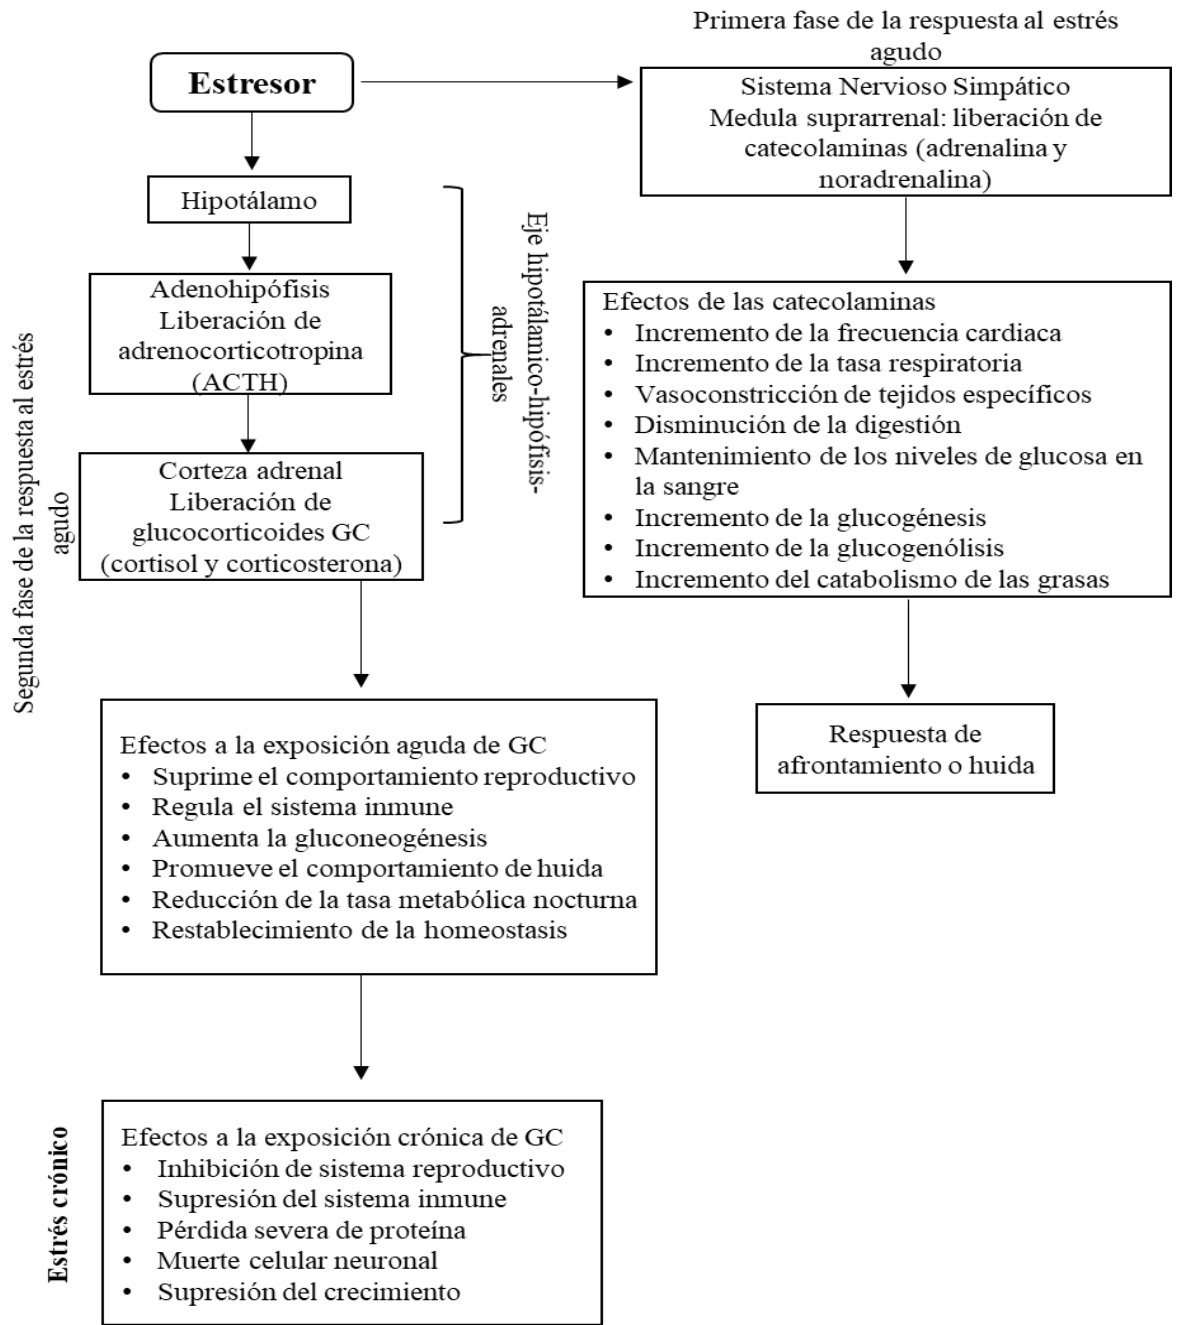 Primera fase de la respuesta al estrés
agudo
Estresor
Sistema Nervioso Simpático
Medula suprarrenal: liberación de
catecolaminas (adrenalina y
noradrenalina)
Hipotálamo
Adenohipófisis
Liberación de
adrenocorticotropina
(ACTH)
Corteza adrenal
Liberación de
glucocorticoides GC
(cortisol y corticosterona)
Eje hipotálamico-hipófisis-
adrenales
Segunda fase de la respuesta al estrés
agudo
Efectos de las catecolaminas
• Incremento de la frecuencia cardiaca
• Incremento de la tasa respiratoria
• Vasoconstricción de tejidos específicos
• Disminución de la digestión
• Mantenimiento de los niveles de glucosa en
la sangre
• Incremento de la glucogénesis
• Incremento de la glucogenólisis
• Incremento del catabolismo de las grasas
Respuesta de
afrontamiento o huida
Efectos a la exposición aguda de GC
• Suprime el comportamiento reproductivo
• Regula el sistema inmune
• Aumenta la gluconeogénesis
• Promueve el comportamiento de huida
• Reducción de la tasa metabólica nocturna
• Restablecimiento de la homeostasis
Estrés crónico
Efectos a la exposición crónica de GC
• Inhibición de sistema reproductivo
• Supresión del sistema inmune
• Pérdida severa de proteína
• Muerte celular neuronal
• Supresión del crecimiento